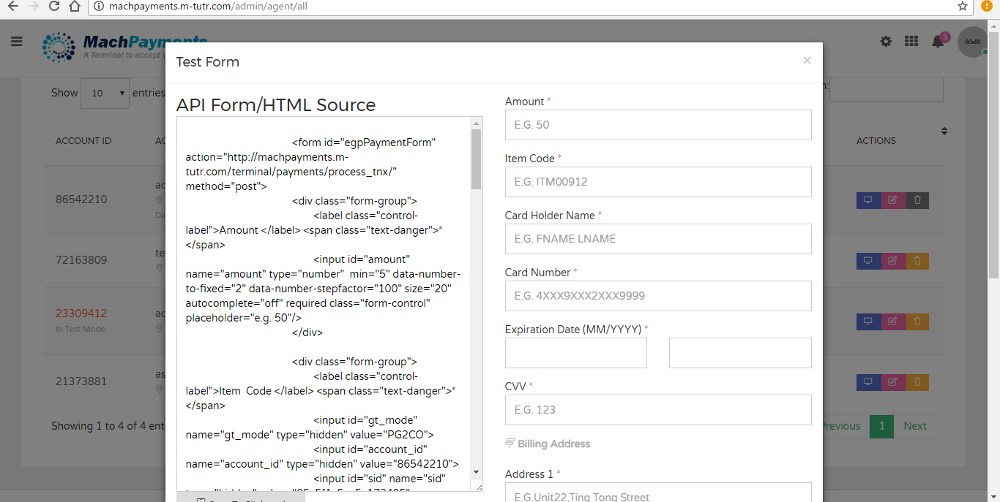 machpayments.m-tutr.com/admin/agent/all
MachPayments
A Terminal to accept
5
80x80
Test Form
×
Show 10 entries
ACCOUNT ID
ACTIONS
86542210
72163809
23309412
In Test Mode
21373881
Showing 1 to 4 of 4
Previous 1 Next
API Form/HTML Source
<form id="egpPaymentForm"
action="http://machpayments.m-
tutr.com/terminal/payments/process_tnx/"
method="post">
<div class="form-group">
<label class="control-
label">Amount </label> <span class="text-danger">*
</span>
<input id="amount"
name="amount" type="number"  min="5" data-number-
to-fixed="2" data-number-stepfactor="100" size="20"
autocomplete="off" required class="form-control"
placeholder="e.g. 50"/>
</div>
<div class="form-group">
<label class="control-
label">Item  Code </label> <span class="text-danger">*
</span>
<input id="gt_mode"
name="gt_mode" type="hidden" value="PG2CO">
<input id="account_id"
name="account_id" type="hidden" value="86542210">
<input id="sid" name="sid"
Amount *
E.G. 50
Item Code *
E.G. ITM00912
Card Holder Name *
E.G. FNAME LNAME
Card Number *
E.G. 4XXX9XXX2XXX9999
Expiration Date (MM/YYYY) *
CVV *
E.G. 123
Billing Address
Address 1 *
E.G.Unit22,Ting Tong Street